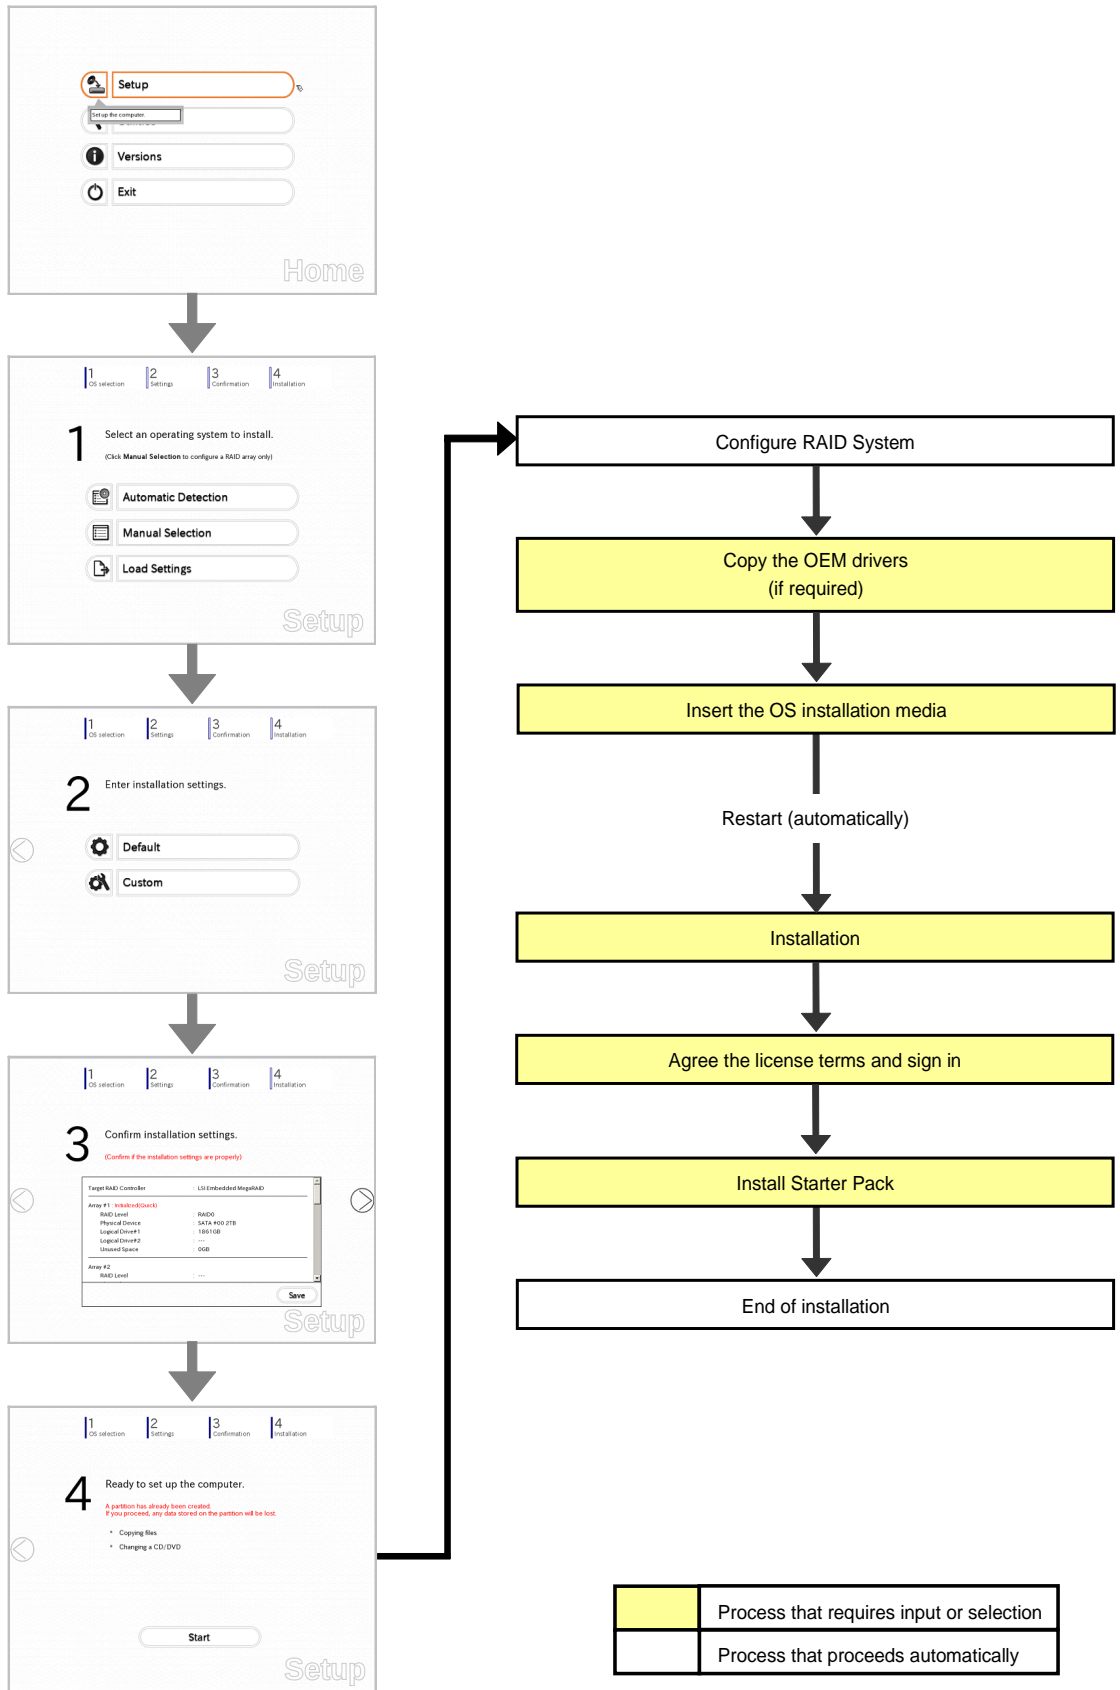 Setup
Set up the computer.
Versions
Exit
Home
1 OS selection
2 Settings
3 Confirmation
4 Installation
1
Select an operating system to install.
(Click Manual Selection to configure a RAID array only)
Automatic Detection
Manual Selection
Load Settings
Setup
1 OS selection
2 Settings
3 Confirmation
4 Installation
2
Enter installation settings.
Default
Custom
Setup
1 OS selection
2 Settings
3 Confirmation
4 Installation
3
Confirm installation settings.
(Confirm if the installation settings are properly)
Target RAID Controller : LSI Embedded MegaRAID
Array #1 : Initialized(Quick)
RAID Level : RAID0
Physical Device : SATA #00 2TB
Logical Drive#1 : 1861GB
Logical Drive#2 : ---
Unused Space : 0GB
Array #2
RAID Level : ---
Save
Setup
1 OS selection
2 Settings
3 Confirmation
4 Installation
4
Ready to set up the computer.
A partition has already been created.
If you proceed, any data stored on the partition will be lost.
* Copying files
* Changing a CD/DVD
Start
Setup
Configure RAID System
Copy the OEM drivers
(if required)
Insert the OS installation media
Restart (automatically)
Installation
Agree the license terms and sign in
Install Starter Pack
End of installation
Process that requires input or selection
Process that proceeds automatically